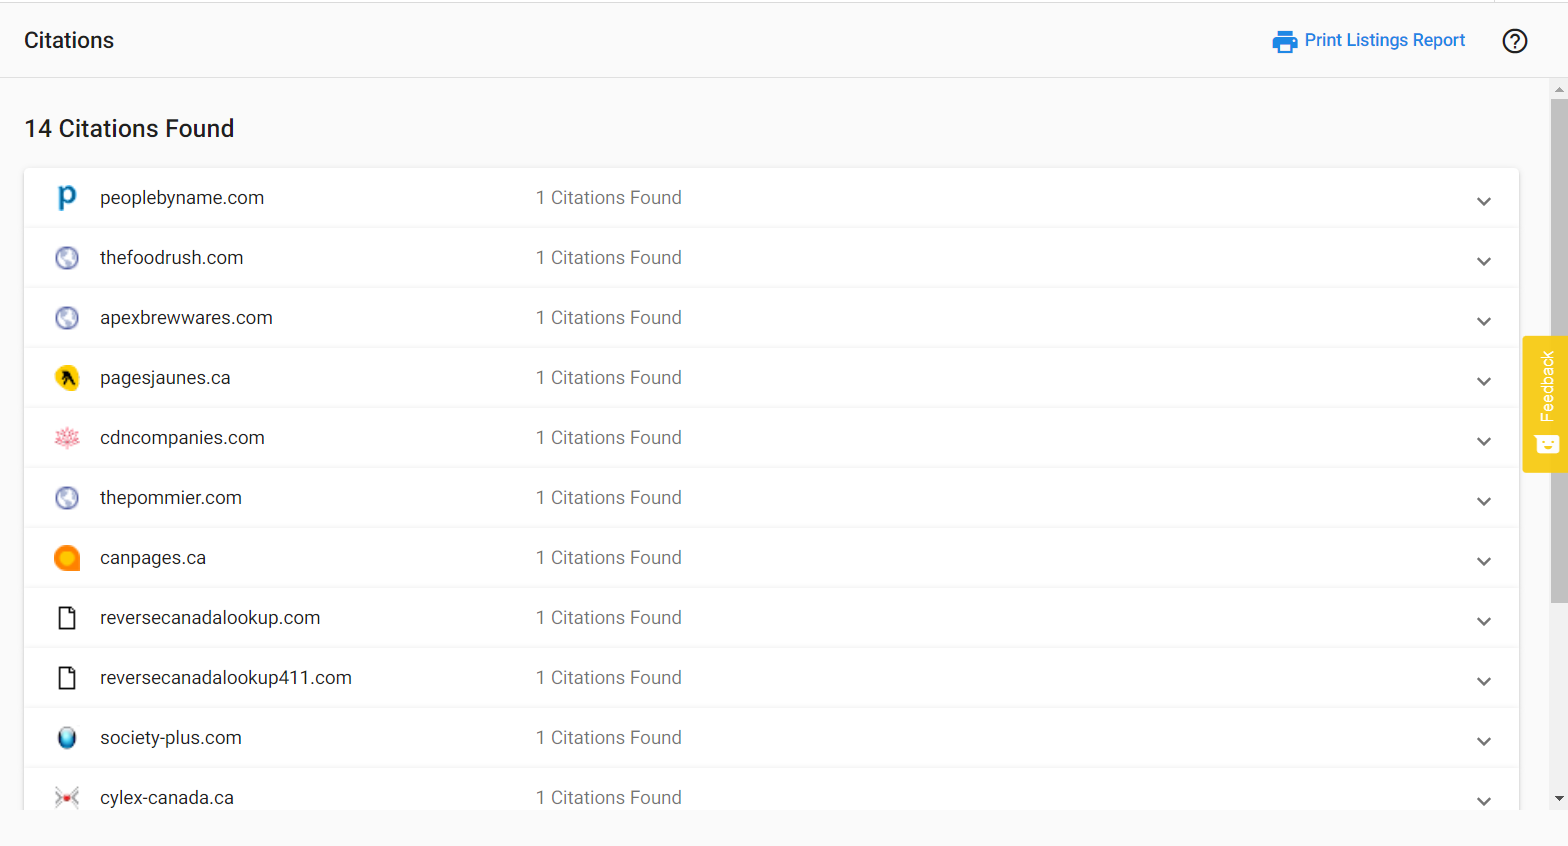 Citations
Print Listings Report
14 Citations Found
peoplebyname.com 1 Citations Found
thefoodrush.com 1 Citations Found
apexbrewwares.com 1 Citations Found
pagesjaunes.ca 1 Citations Found
cdncompanies.com 1 Citations Found
thepommier.com 1 Citations Found
canpages.ca 1 Citations Found
reversecanadalookup.com 1 Citations Found
reversecanadalookup411.com 1 Citations Found
society-plus.com 1 Citations Found
cylex-canada.ca 1 Citations Found
Feedback